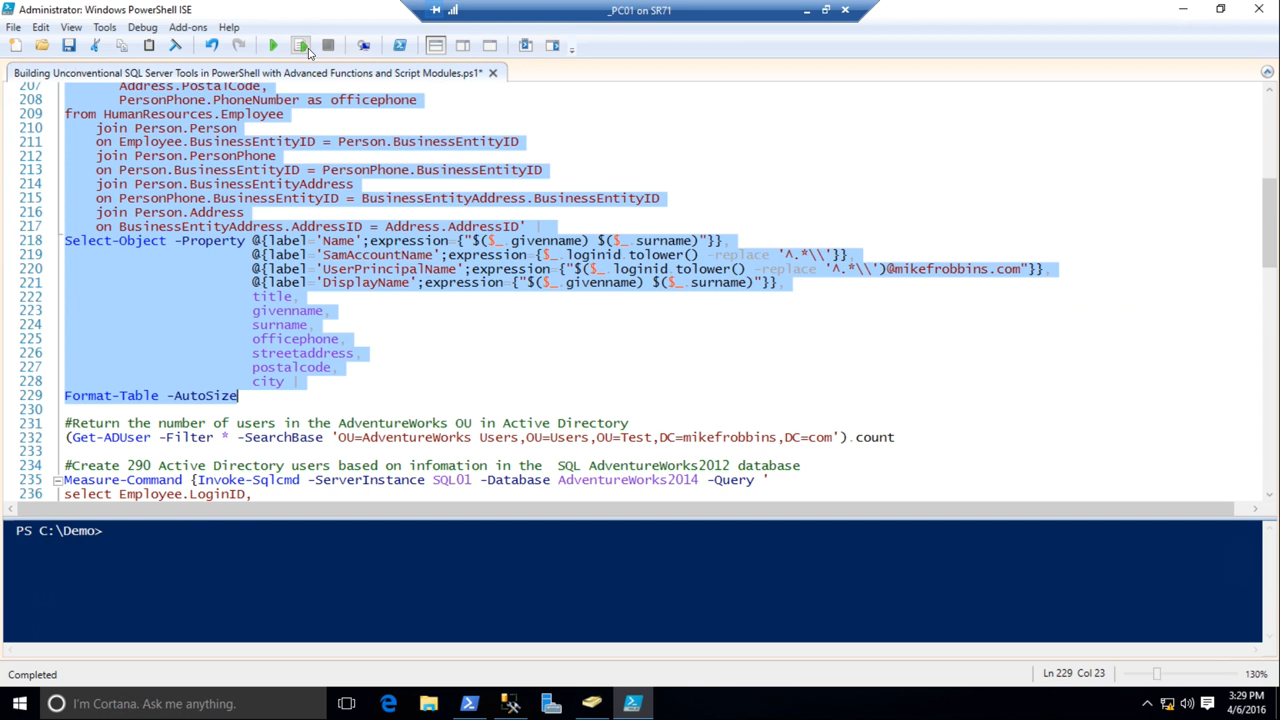 Administrator: Windows PowerShell ISE
_PC01 on SR71
File Edit View Tools Debug Add-ons Help
Building Unconventional SQL Server Tools in PowerShell with Advanced Functions and Script Modules.ps1*
207 Address.PostalCode,
208 PersonPhone.PhoneNumber as officephone
209 from HumanResources.Employee
210 join Person.Person
211 on Employee.BusinessEntityID = Person.BusinessEntityID
212 join Person.PersonPhone
213 on Person.BusinessEntityID = PersonPhone.BusinessEntityID
214 join Person.BusinessEntityAddress
215 on PersonPhone.BusinessEntityID = BusinessEntityAddress.BusinessEntityID
216 join Person.Address
217 on BusinessEntityAddress.AddressID = Address.AddressID' |
218 Select-Object -Property @{label='Name';expression={"$($_.givenname) $($_.surname)"}},
219 @{label='SamAccountName';expression={$_.loginid.tolower() -replace '^.*\\'}},
220 @{label='UserPrincipalName';expression={"$($_.loginid.tolower() -replace '^.*\\')@mikefrobbins.com"}},
221 @{label='DisplayName';expression={"$($_.givenname) $($_.surname)"}},
222 title,
223 givenname,
224 surname,
225 officephone,
226 streetaddress,
227 postalcode,
228 city |
229 Format-Table -AutoSize
230
231 #Return the number of users in the AdventureWorks OU in Active Directory
232 (Get-ADUser -Filter * -SearchBase 'OU=AdventureWorks Users,OU=Users,OU=Test,DC=mikefrobbins,DC=com').count
233
234 #Create 290 Active Directory users based on infomation in the  SQL AdventureWorks2012 database
235 Measure-Command {Invoke-Sqlcmd -ServerInstance SQL01 -Database AdventureWorks2014 -Query '
236 select Employee.LoginID,
PS C:\Demo>
Completed
Ln 229 Col 23
130%
I'm Cortana. Ask me anything.
3:29 PM
4/6/2016